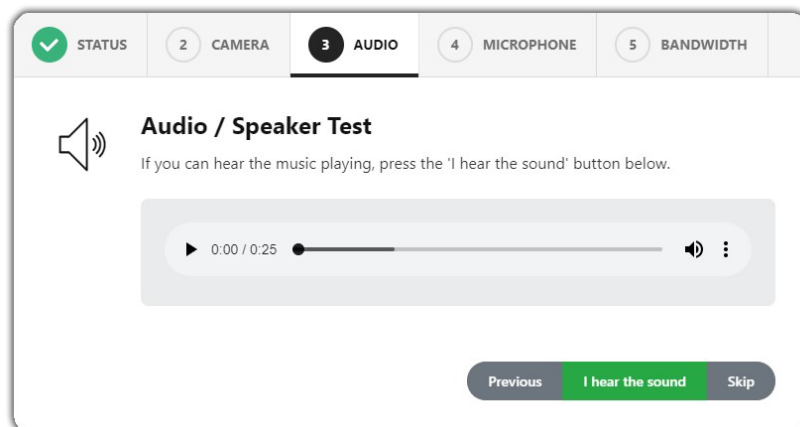 STATUS
2 CAMERA
3 AUDIO
4 MICROPHONE
5 BANDWIDTH
Audio / Speaker Test
If you can hear the music playing, press the 'I hear the sound' button below.
0:00 / 0:25
Previous
I hear the sound
Skip